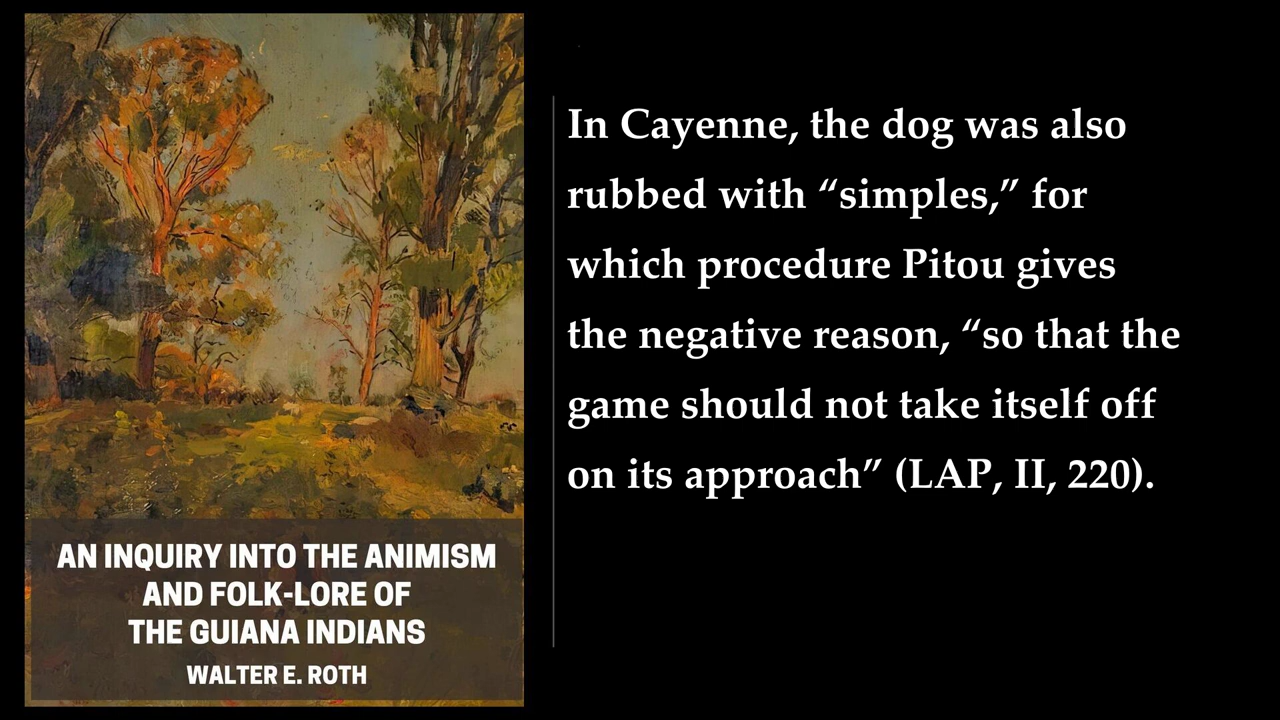 In Cayenne, the dog was also
rubbed with “simples,” for
which procedure Pitou gives
the negative reason, “so that the
game should not take itself off
on its approach” (LAP, II, 220).
AN INQUIRY INTO THE ANIMISM
AND FOLK-LORE OF
THE GUIANA INDIANS
WALTER E. ROTH